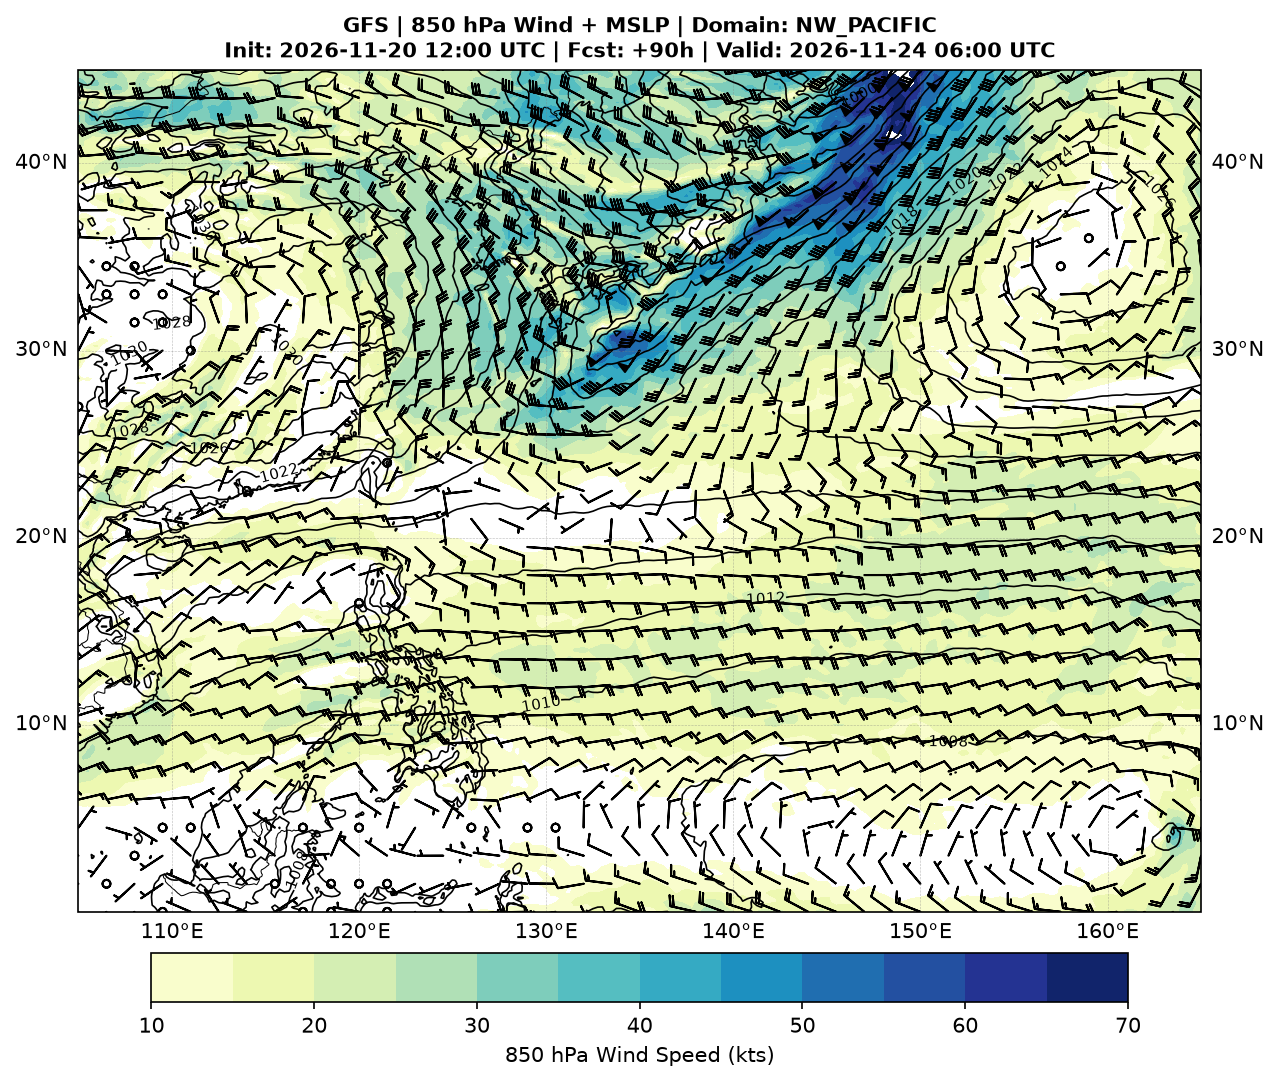 GFS | 850 hPa Wind + MSLP | Domain: NW_PACIFIC
Init: 2026-11-20 12:00 UTC | Fcst: +90h | Valid: 2026-11-24 06:00 UTC
1000
1014
1020
1018
40°N
40°N
1028
1030
1020
30°N
30°N
1028
1026
1022
20°N
20°N
1012
1010
10°N
10°N
1008
110°E
120°E
130°E
140°E
150°E
160°E
10
20
30
40
50
60
70
850 hPa Wind Speed (kts)